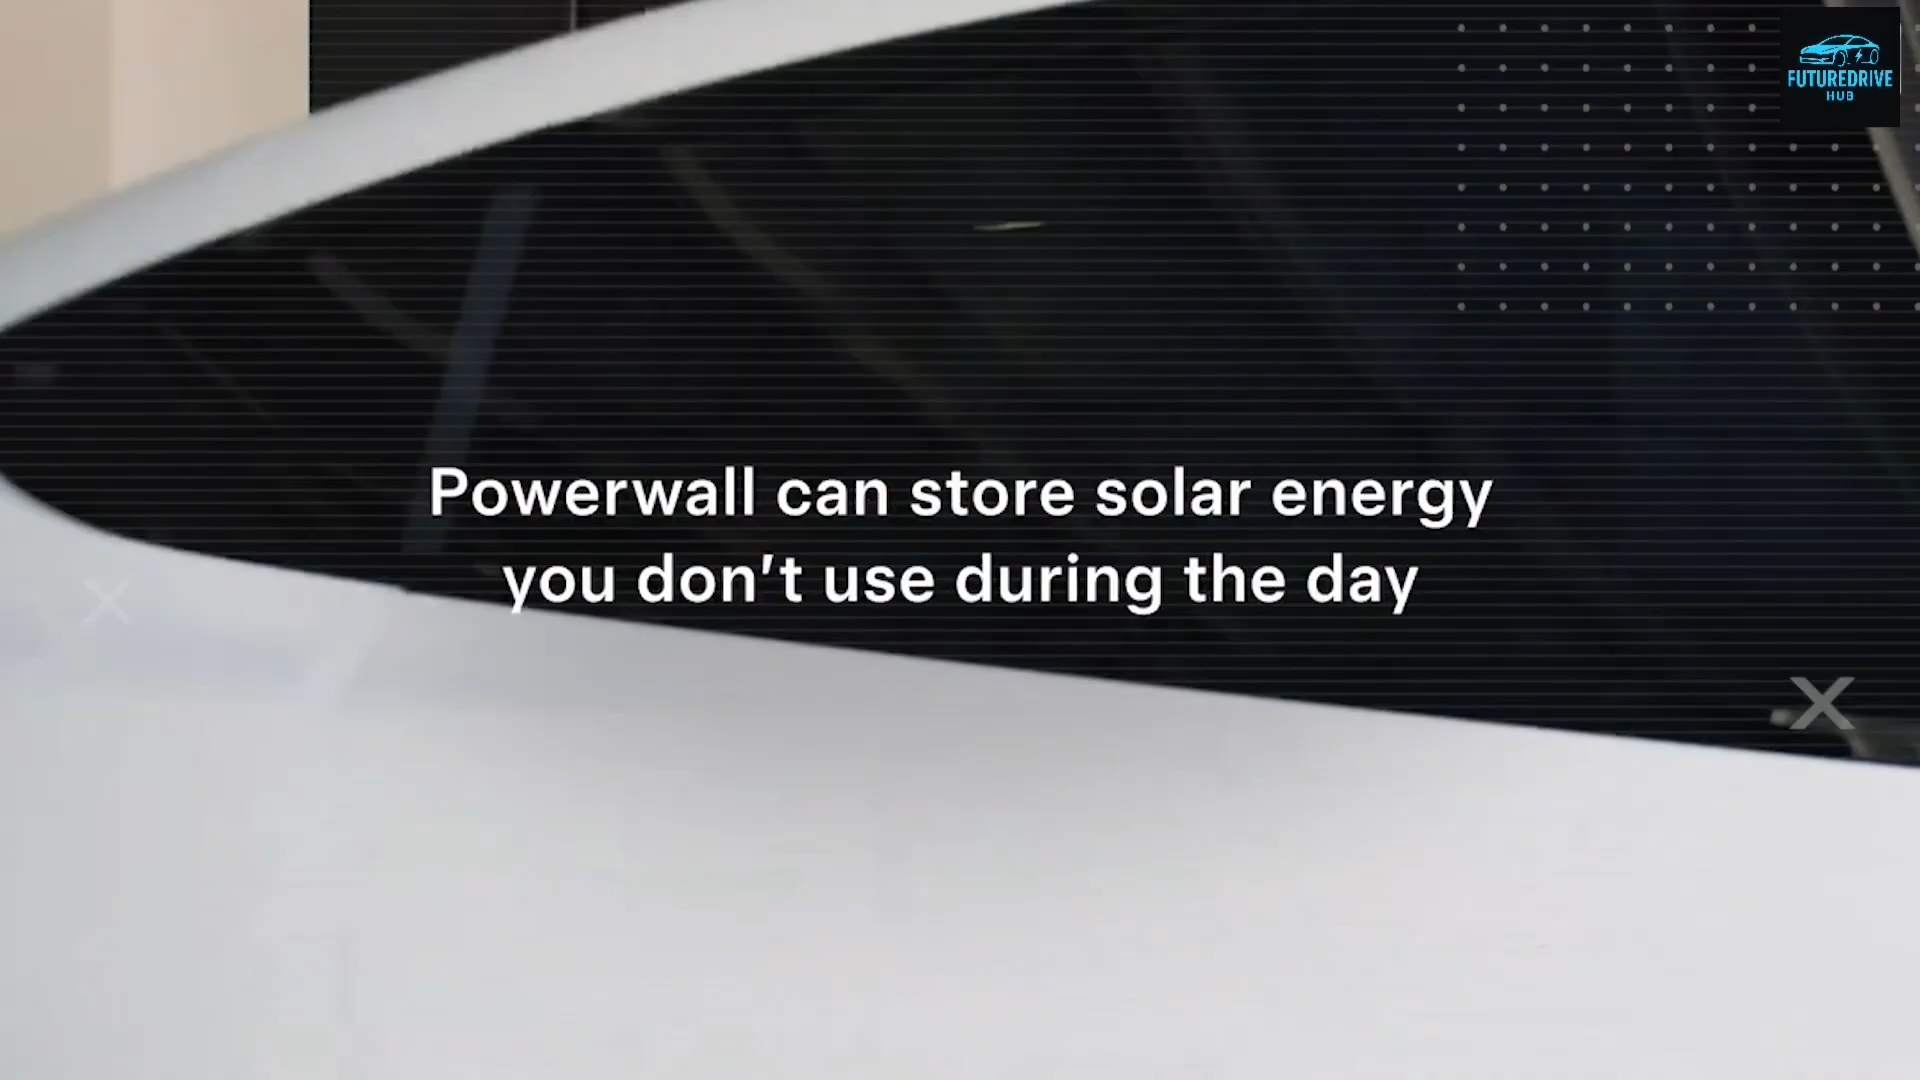 FUTUREDRIVE
HUB
Powerwall can store solar energy
you don’t use during the day